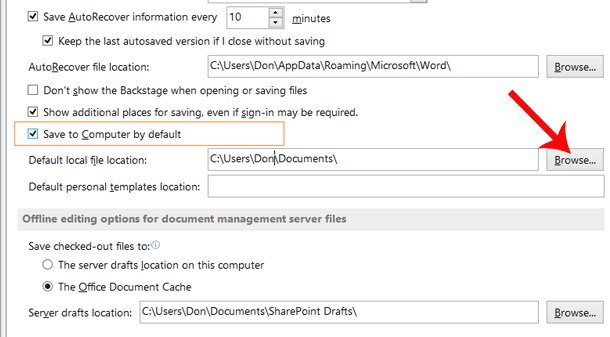 Save AutoRecover information every 10 minutes
Keep the last autosaved version if I close without saving
AutoRecover file location: C:\Users\Don\AppData\Roaming\Microsoft\Word\ Browse...
Don't show the Backstage when opening or saving files
Show additional places for saving, even if sign-in may be required.
Save to Computer by default
Default local file location: C:\Users\Don\Documents\ Browse...
Default personal templates location:
Offline editing options for document management server files
Save checked-out files to:
The server drafts location on this computer
The Office Document Cache
Server drafts location: C:\Users\Don\Documents\SharePoint Drafts\ Browse...